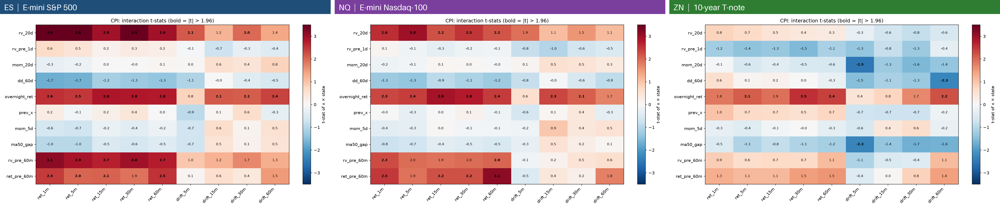 ES | E-mini S&P 500
CPI: interaction t-stats (bold = |t| > 1.96)
rv_20d 3.6 3.8 2.9 3.5 2.9 2.1 1.2 2.0 1.4
rv_pre_1d 0.6 0.5 0.2 0.3 0.2 -0.1 -0.7 -0.3 -0.4
mom_20d -0.3 -0.2 0.0 -0.0 0.1 0.0 0.6 0.4 0.8
dd_60d -1.7 -1.7 -1.2 -1.3 -1.3 -1.1 -0.0 -0.4 -0.5
overnight_ret 2.6 2.5 2.8 2.8 2.8 0.8 2.1 2.1 2.4
prev_x 0.2 -0.1 0.2 0.4 0.0 -0.9 0.1 0.6 -0.3
mom_5d -0.6 -0.7 -0.2 -0.4 -0.2 -0.7 0.6 0.1 0.5
ma50_gap -1.0 -1.0 -0.5 -0.6 -0.5 -0.7 0.5 0.1 0.5
rv_pre_60m 3.1 2.9 2.7 3.0 2.7 1.0 1.2 1.7 1.3
ret_pre_60m 2.4 2.0 2.1 1.9 2.5 0.1 0.6 0.4 1.5
ret_1m ret_5m ret_15m ret_30m ret_60m drift_5m drift_15m drift_30m drift_60m
3
2
1
0
−1
−2
−3
t-stat of x × state
NQ | E-mini Nasdaq-100
CPI: interaction t-stats (bold = |t| > 1.96)
rv_20d 2.6 3.0 2.2 2.5 2.2 1.9 1.1 1.5 1.1
rv_pre_1d 0.1 -0.1 -0.3 -0.2 -0.1 -0.8 -1.0 -0.6 -0.5
mom_20d -0.2 -0.1 0.1 0.0 -0.0 0.1 0.5 0.5 0.3
dd_60d -1.3 -1.3 -0.9 -1.1 -1.2 -0.8 -0.0 -0.6 -0.9
overnight_ret 2.3 2.4 2.9 2.8 2.4 0.6 2.3 2.1 1.7
prev_x -0.0 -0.3 0.0 0.1 -0.1 -0.6 0.1 0.4 -0.3
mom_5d -0.4 -0.3 0.0 -0.1 -0.1 -0.2 0.9 0.4 0.5
ma50_gap -0.8 -0.7 -0.4 -0.5 -0.5 -0.3 0.5 0.2 0.1
rv_pre_60m 2.3 2.0 1.9 2.0 2.0 -0.1 0.2 0.5 0.6
ret_pre_60m 2.5 1.9 2.2 2.2 3.1 -0.5 0.4 0.2 1.8
ret_1m ret_5m ret_15m ret_30m ret_60m drift_5m drift_15m drift_30m drift_60m
3
2
1
0
−1
−2
−3
t-stat of x × state
ZN | 10-year T-note
CPI: interaction t-stats (bold = |t| > 1.96)
rv_20d 0.8 0.7 0.5 0.4 0.3 -0.3 -0.6 -0.8 -0.6
rv_pre_1d -1.2 -1.4 -1.3 -1.5 -1.1 -1.3 -0.8 -1.3 -0.4
mom_20d -0.1 -0.6 -0.4 -0.5 -0.6 -2.5 -1.3 -1.6 -1.4
dd_60d 0.6 0.1 0.2 0.0 -0.3 -1.5 -1.1 -1.3 -2.3
overnight_ret 1.8 2.1 1.9 2.5 2.4 0.4 0.8 1.7 2.2
prev_x 1.0 0.7 0.7 0.5 0.7 -0.7 -0.7 -0.7 -0.2
mom_5d -0.3 -0.4 -0.1 -0.0 -0.3 -0.6 0.4 0.6 -0.2
ma50_gap -0.5 -1.1 -0.8 -1.1 -1.2 -2.3 -1.4 -1.7 -1.6
rv_pre_60m 0.9 0.6 0.7 0.7 1.1 -1.1 -0.5 -0.4 1.1
ret_pre_60m 1.3 1.1 1.1 1.5 1.5 -0.4 0.0 0.8 1.4
ret_1m ret_5m ret_15m ret_30m ret_60m drift_5m drift_15m drift_30m drift_60m
3
2
1
0
−1
−2
−3
t-stat of x × state